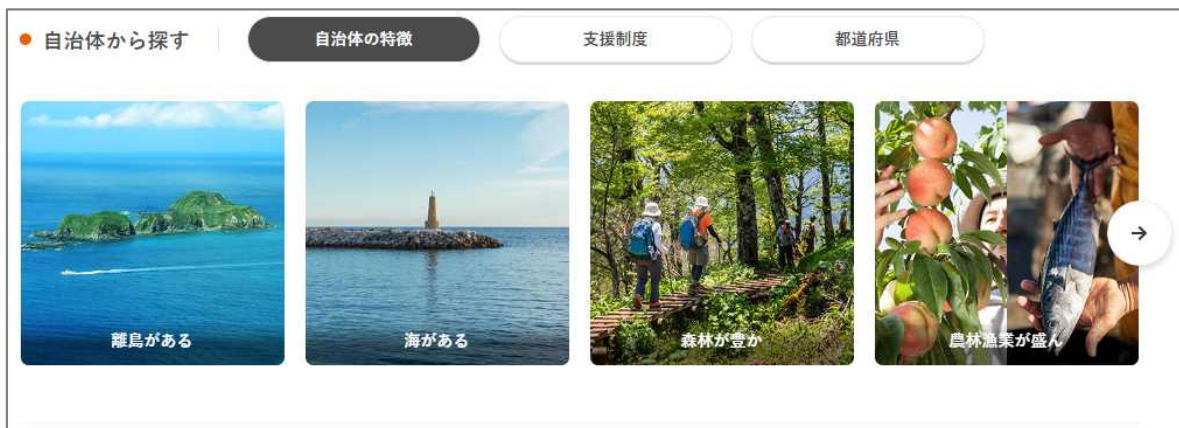 自治体から探す
自治体の特徴
支援制度
都道府県
離島がある
海がある
森林が豊か
農林漁業が盛ん